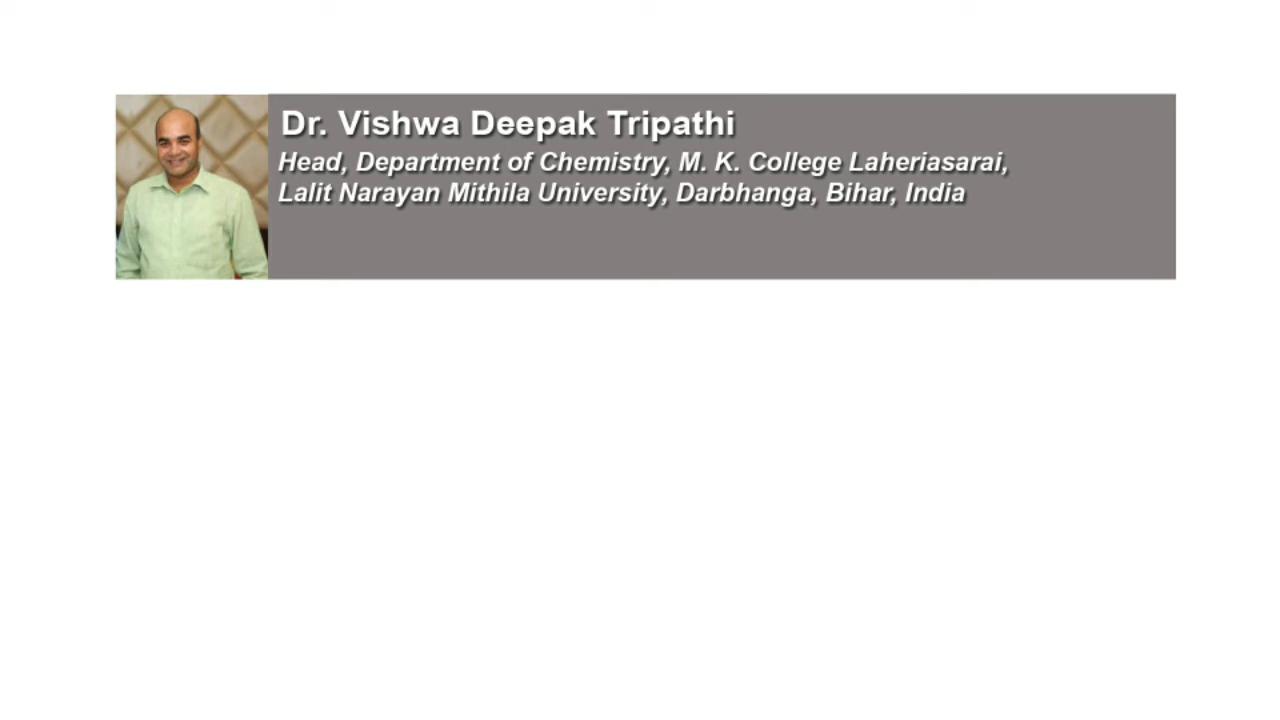 Dr. Vishwa Deepak Tripathi
Head, Department of Chemistry, M. K. College Laheriasarai,
Lalit Narayan Mithila University, Darbhanga, Bihar, India